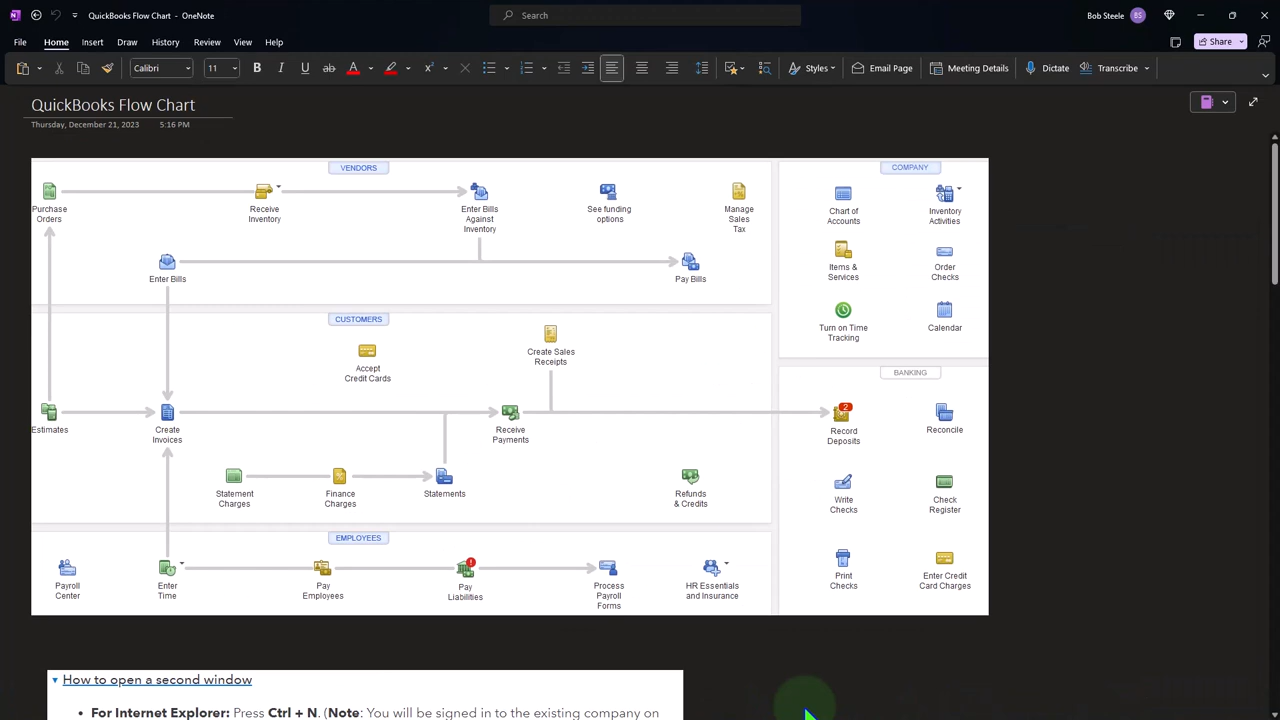 QuickBooks Flow Chart - OneNote
Search
Bob Steele
BS
File Home Insert Draw History Review View Help
Share
Calibri 11 B I U ab A x Styles Email Page Meeting Details Dictate Transcribe
QuickBooks Flow Chart
Thursday, December 21, 2023 5:16 PM
VENDORS
Purchase
Orders
Receive
Inventory
Enter Bills
Against
Inventory
See funding
options
Manage
Sales
Tax
Enter Bills
Pay Bills
CUSTOMERS
Accept
Credit Cards
Create Sales
Receipts
Estimates
Create
Invoices
Receive
Payments
Statement
Charges
Finance
Charges
Statements
Refunds
& Credits
EMPLOYEES
Payroll
Center
Enter
Time
Pay
Employees
Pay
Liabilities
Process
Payroll
Forms
HR Essentials
and Insurance
COMPANY
Chart of
Accounts
Inventory
Activities
Items &
Services
Order
Checks
Turn on Time
Tracking
Calendar
BANKING
2
Record
Deposits
Reconcile
Write
Checks
Check
Register
Print
Checks
Enter Credit
Card Charges
How to open a second window
• For Internet Explorer: Press Ctrl + N. (Note: You will be signed in to the existing company on